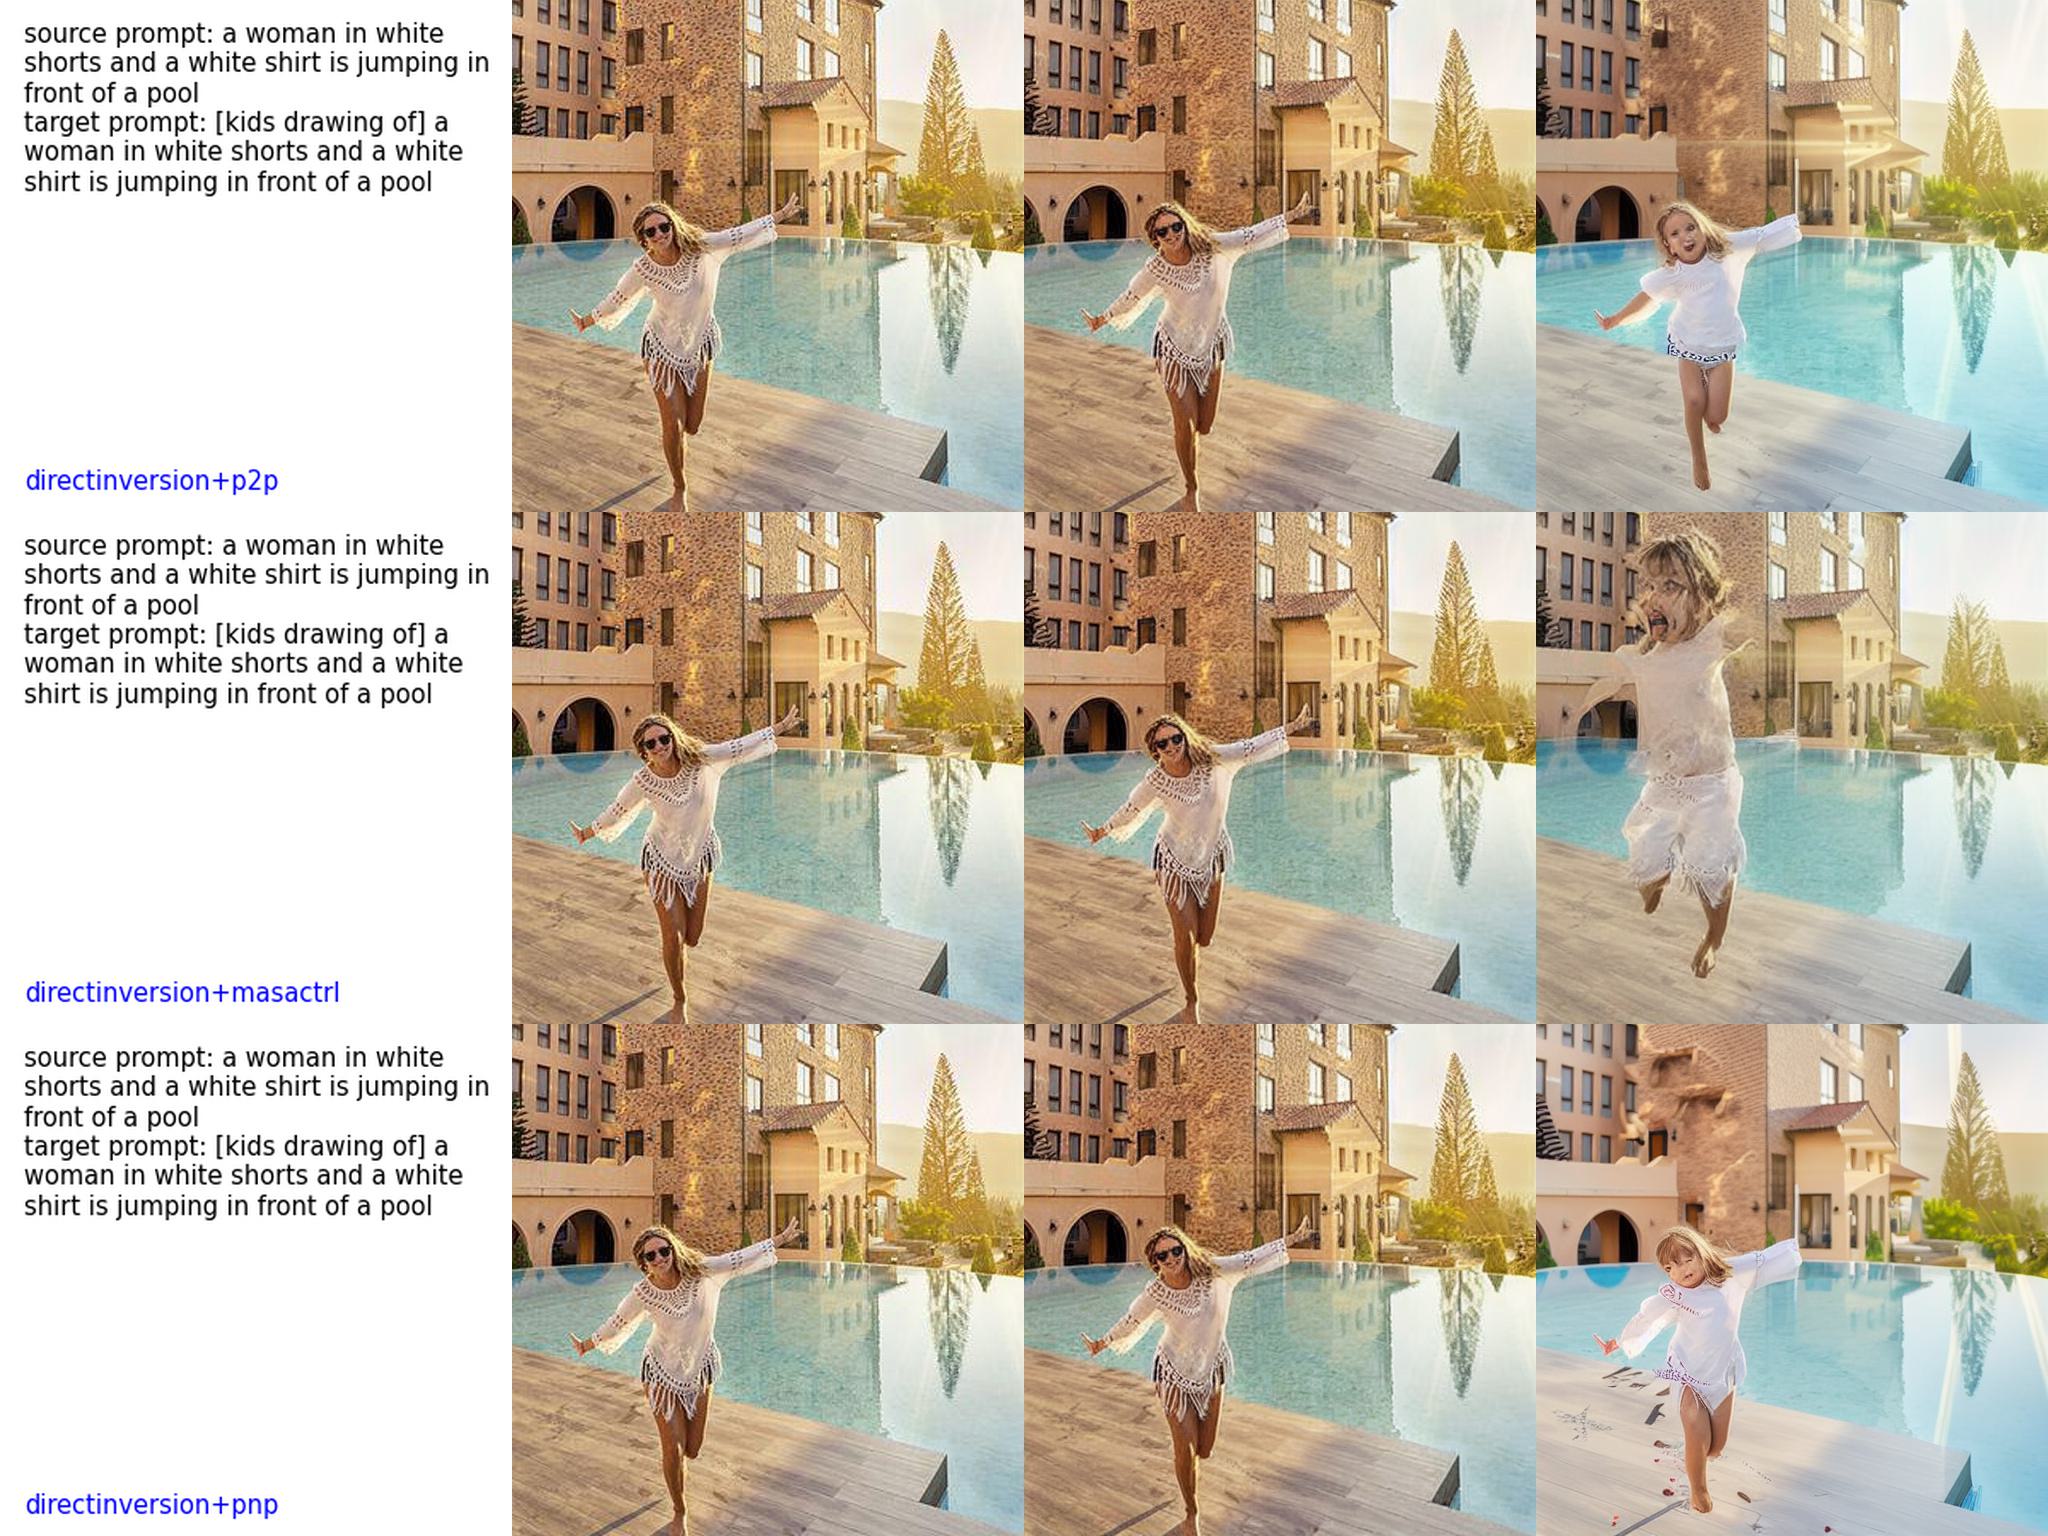 source prompt: a woman in white
shorts and a white shirt is jumping in
front of a pool
target prompt: [kids drawing of] a
woman in white shorts and a white
shirt is jumping in front of a pool
directinversion+p2p
source prompt: a woman in white
shorts and a white shirt is jumping in
front of a pool
target prompt: [kids drawing of] a
woman in white shorts and a white
shirt is jumping in front of a pool
directinversion+masactrl
source prompt: a woman in white
shorts and a white shirt is jumping in
front of a pool
target prompt: [kids drawing of] a
woman in white shorts and a white
shirt is jumping in front of a pool
directinversion+pnp